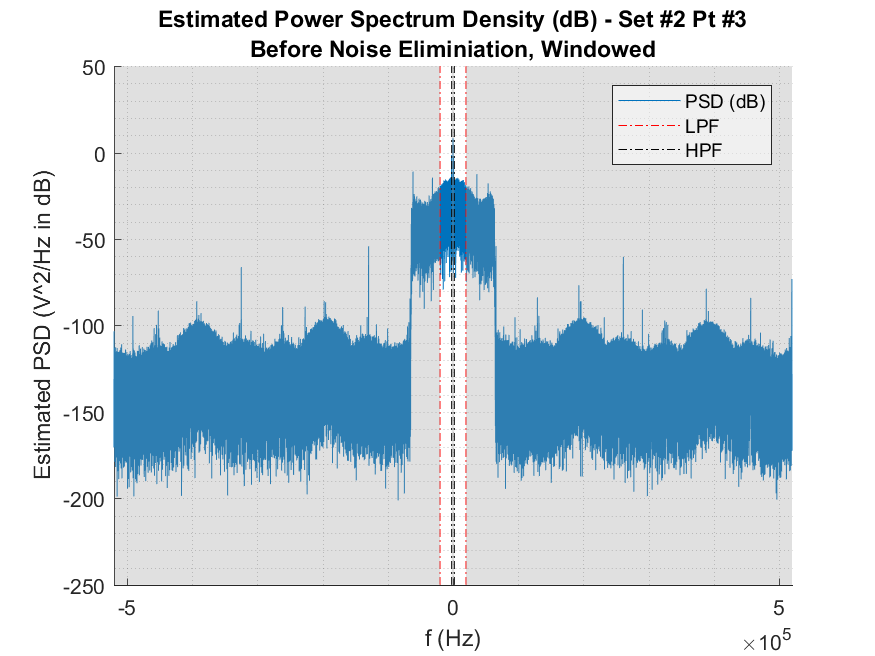 Estimated Power Spectrum Density (dB) - Set #2 Pt #3
Before Noise Eliminiation, Windowed
50
0
-50
-100
-150
-200
-250
Estimated PSD (V^2/Hz in dB)
PSD (dB)
LPF
HPF
-5
0
5
×10^5
f (Hz)